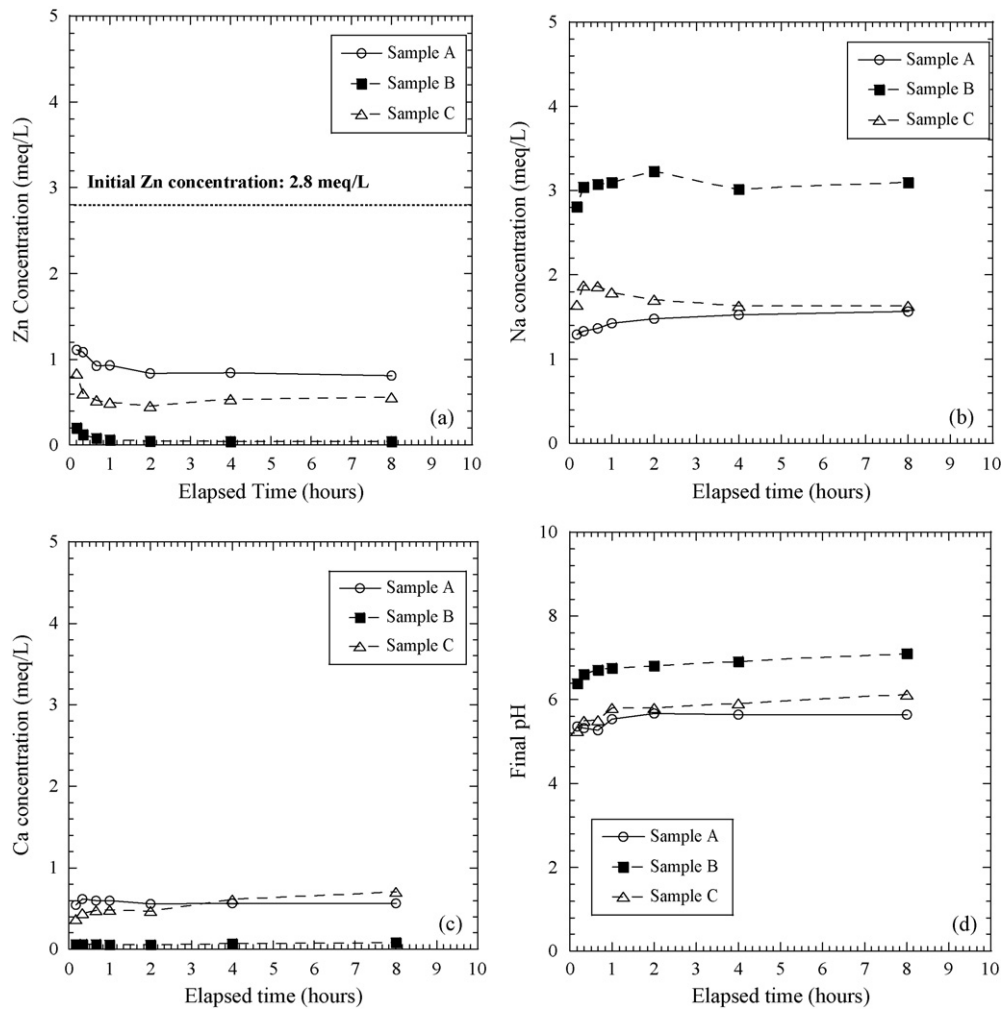 5
4
3
2
1
0
Zn Concentration (meq/L)
Sample A
Sample B
Sample C
Initial Zn concentration: 2.8 meq/L
(a)
0 1 2 3 4 5 6 7 8 9 10
Elapsed Time (hours)
5
4
3
2
1
0
Na concentration (meq/L)
Sample A
Sample B
Sample C
(b)
0 1 2 3 4 5 6 7 8 9 10
Elapsed time (hours)
5
4
3
2
1
0
Ca concentration (meq/L)
Sample A
Sample B
Sample C
(c)
0 1 2 3 4 5 6 7 8 9 10
Elapsed time (hours)
10
8
6
4
2
0
Final pH
Sample A
Sample B
Sample C
(d)
0 1 2 3 4 5 6 7 8 9 10
Elapsed time (hours)